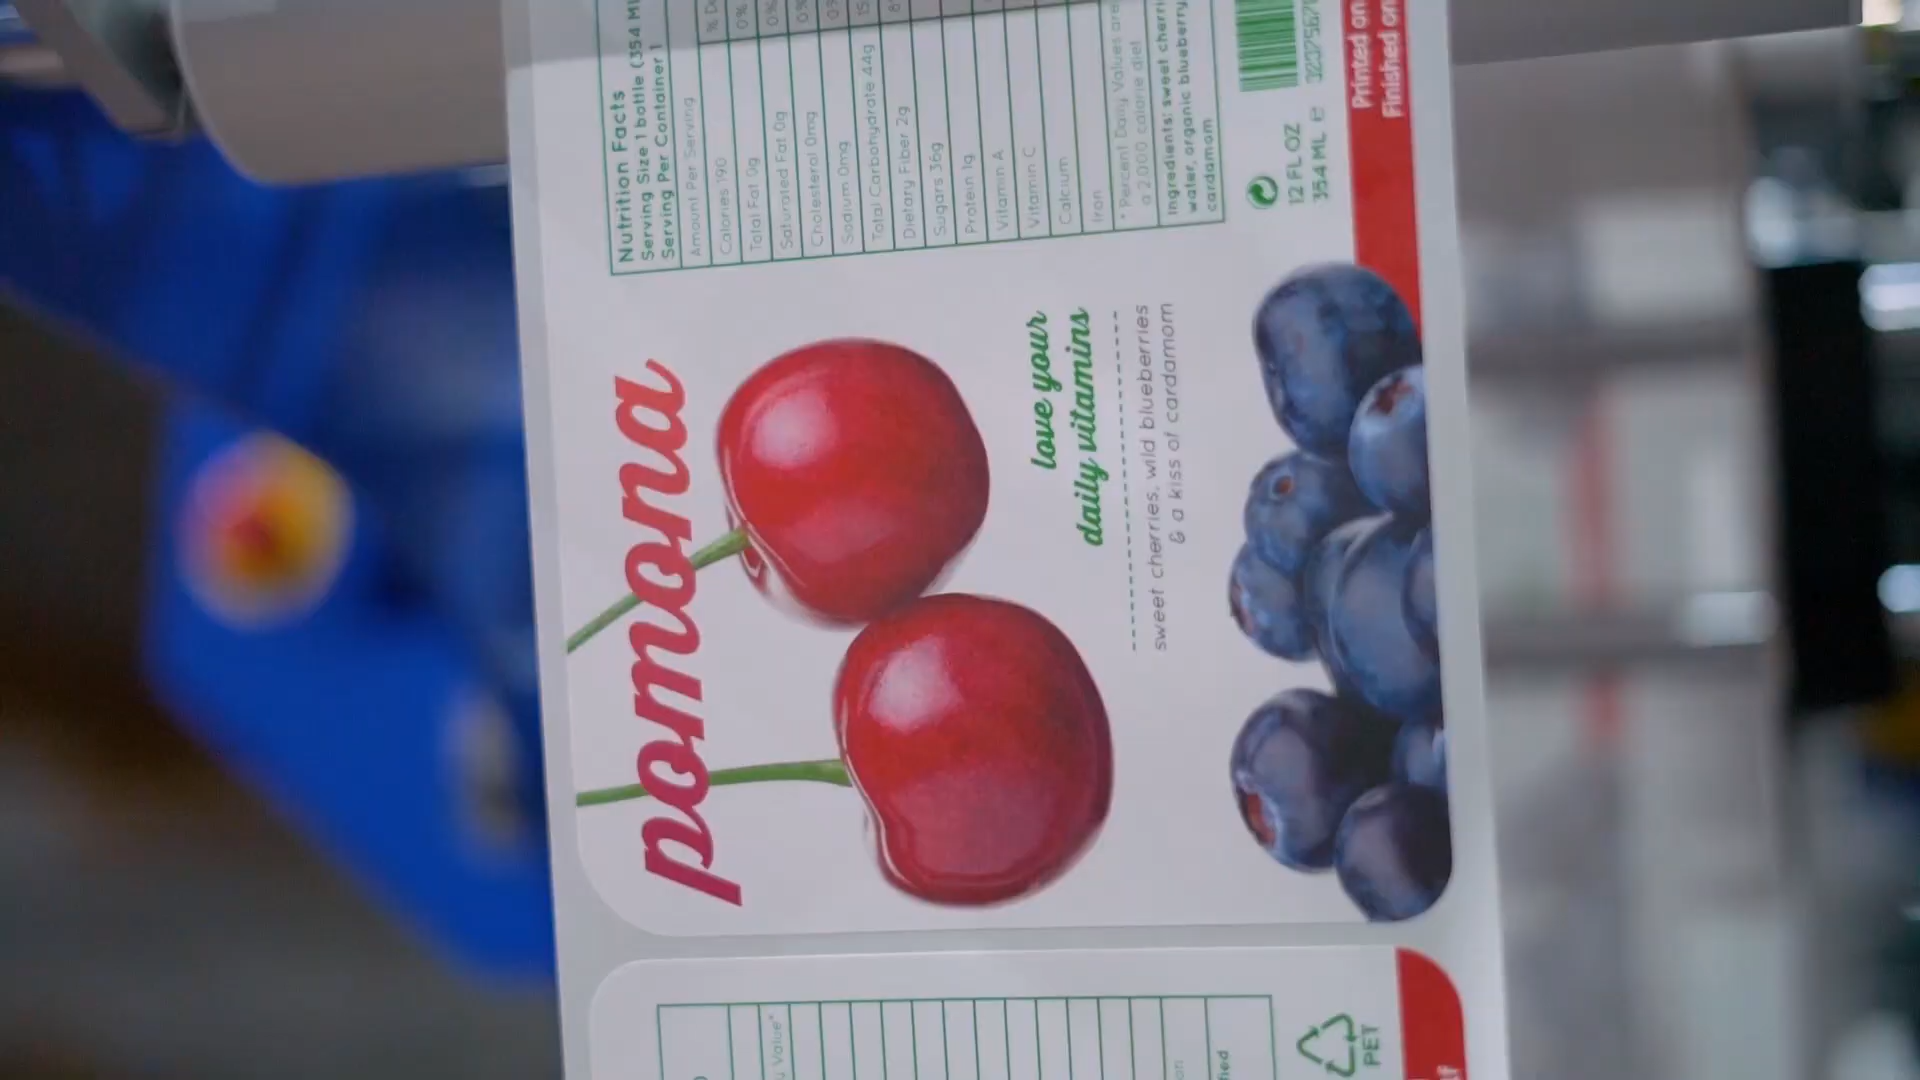 Nutrition Facts
Serving Size 1 bottle (354 ML
Serving Per Container 1
Amount Per Serving
Calories 190
Total Fat 0g 0%
Saturated Fat 0g 0%
Cholesterol 0mg 0%
Sodium 0mg
Total Carbohydrate 44g 15
Dietary Fiber 2g
Sugars 36g
Protein 1g
Vitamin A
Vitamin C
Calcium
Iron
* Percent Daily Values are
a 2,000 calorie diet
Ingredients: sweet cherri
water, organic blueberry
cardamom
12 FL OZ
354 ML e
Printed on
Finished on
pomona
love your
daily vitamins
sweet cherries, wild blueberries
& a kiss of cardamom
Value*
PET